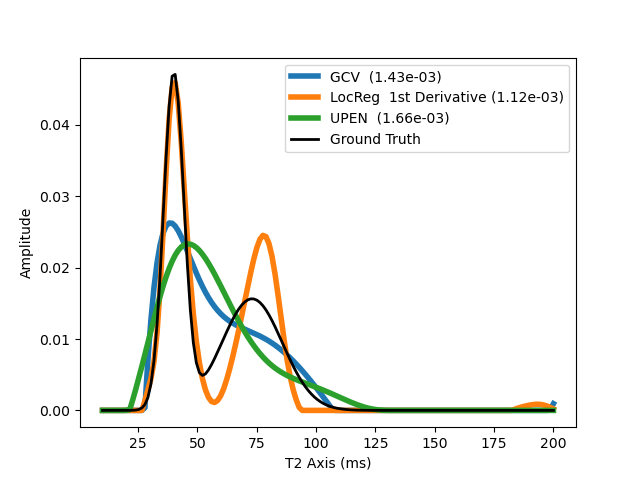 GCV (1.43e-03)
LocReg 1st Derivative (1.12e-03)
UPEN (1.66e-03)
Ground Truth
Amplitude
0.04
0.03
0.02
0.01
0.00
25 50 75 100 125 150 175 200
T2 Axis (ms)